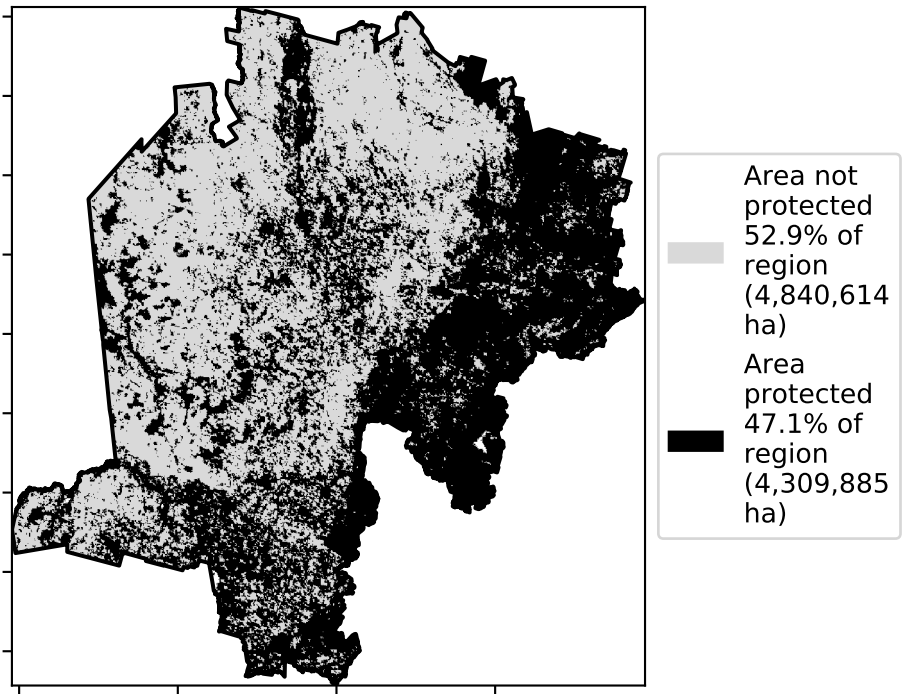 Area not
protected
52.9% of
region
(4,840,614
ha)
Area
protected
47.1% of
region
(4,309,885
ha)